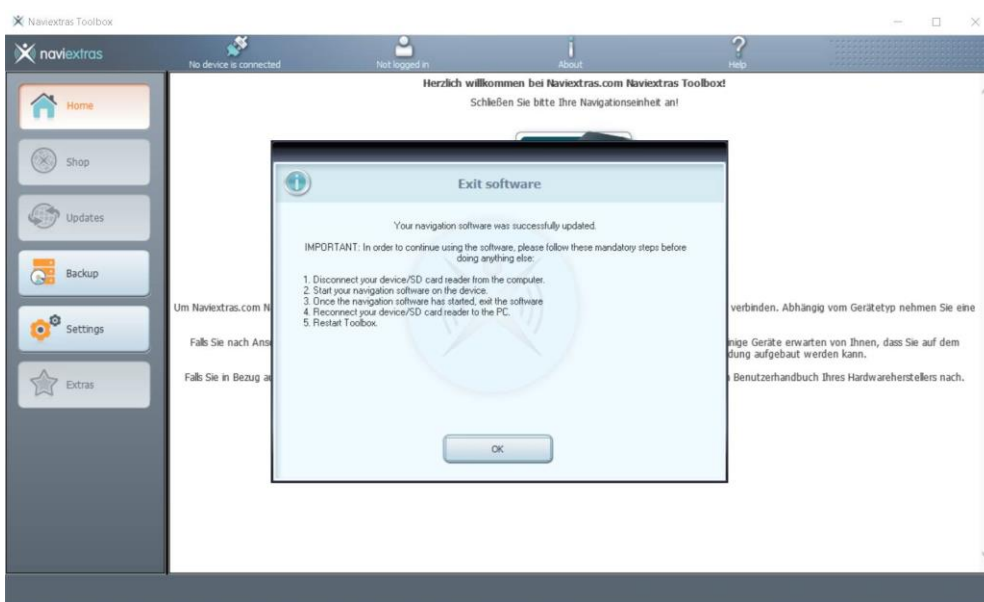 Naviextras Toolbox
naviextras
No device is connected
Not logged in
About
Help
Home
Shop
Updates
Backup
Settings
Extras
Herzlich willkommen bei Naviextras.com Naviextras Toolbox!
Schließen Sie bitte Ihre Navigationseinheit an!
Exit software
Your navigation software was successfully updated.
IMPORTANT: In order to continue using the software, please follow these mandatory steps before
doing anything else:
1. Disconnect your device/SD card reader from the computer.
2. Start your navigation software on the device.
3. Once the navigation software has started, exit the software
4. Reconnect your device/SD card reader to the PC.
5. Restart Toolbox.
OK
Um Naviextras.com N
verbinden. Abhängig vom Gerätetyp nehmen Sie eine
Falls Sie nach Ans
inige Geräte erwarten von Ihnen, dass Sie auf dem
dung aufgebaut werden kann.
Falls Sie in Bezug a
Benutzerhandbuch Ihres Hardwareherstellers nach.